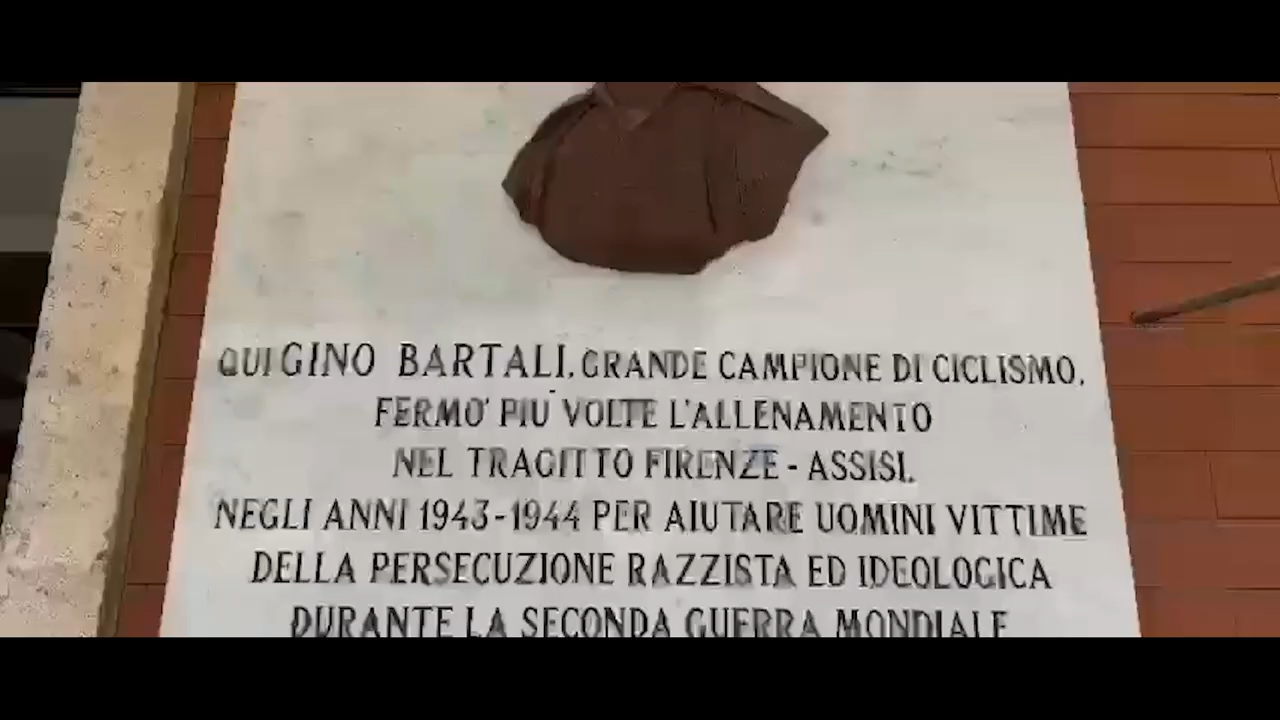 QUI GINO BARTALI, GRANDE CAMPIONE DI CICLISMO,
FERMO' PIU' VOLTE L'ALLENAMENTO
NEL TRAGITTO FIRENZE - ASSISI,
NEGLI ANNI 1943-1944 PER AIUTARE UOMINI VITTIME
DELLA PERSECUZIONE RAZZISTA ED IDEOLOGICA
DURANTE LA SECONDA GUERRA MONDIALE